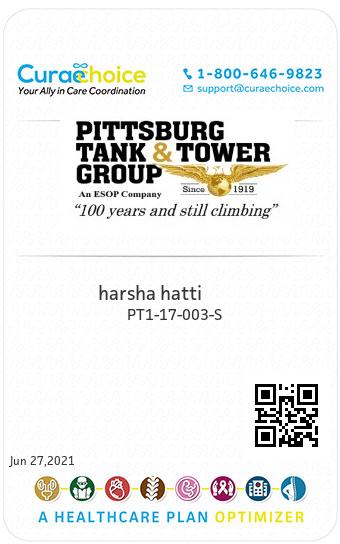 Curaechoice
Your Ally in Care Coordination
1-800-646-9823
support@curaechoice.com
PITTSBURG
TANK & TOWER
GROUP
An ESOP Company
Since 1919
“100 years and still climbing”
harsha hatti
PT1-17-003-S
Jun 27,2021
A HEALTHCARE PLAN OPTIMIZER